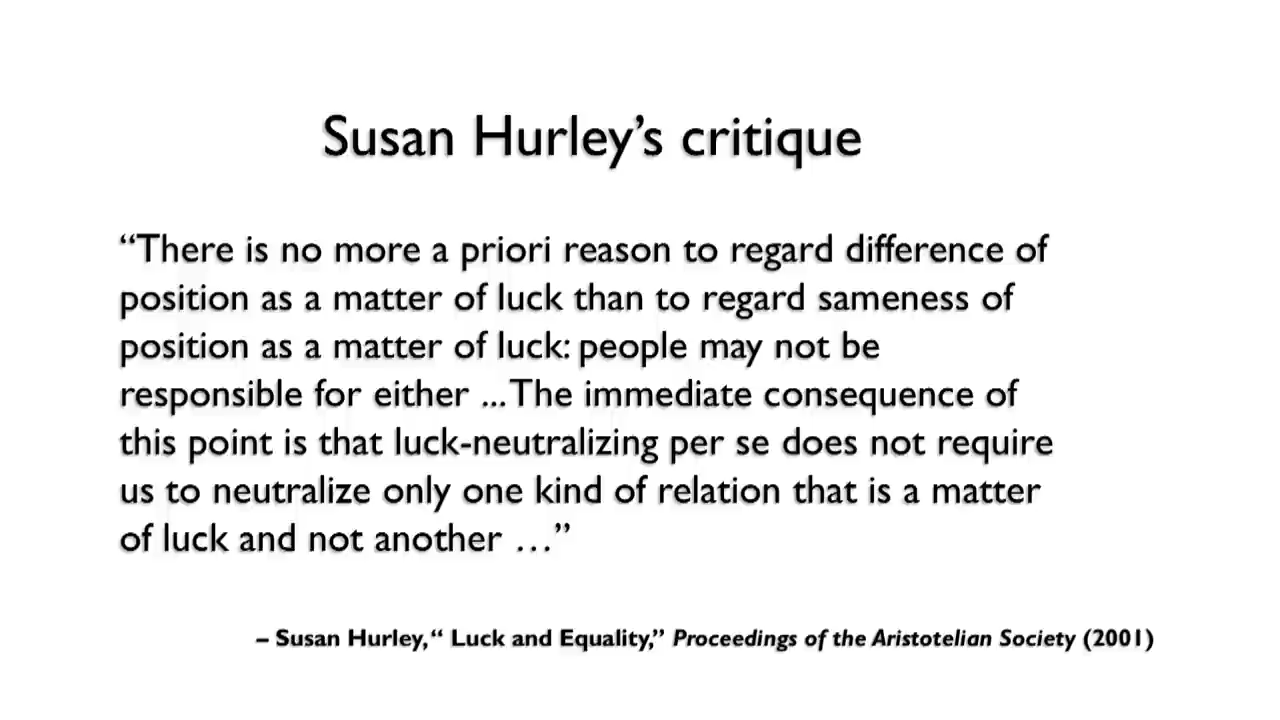 Susan Hurley’s critique
“There is no more a priori reason to regard difference of
position as a matter of luck than to regard sameness of
position as a matter of luck: people may not be
responsible for either ... The immediate consequence of
this point is that luck-neutralizing per se does not require
us to neutralize only one kind of relation that is a matter
of luck and not another …”
– Susan Hurley, “ Luck and Equality,” Proceedings of the Aristotelian Society (2001)